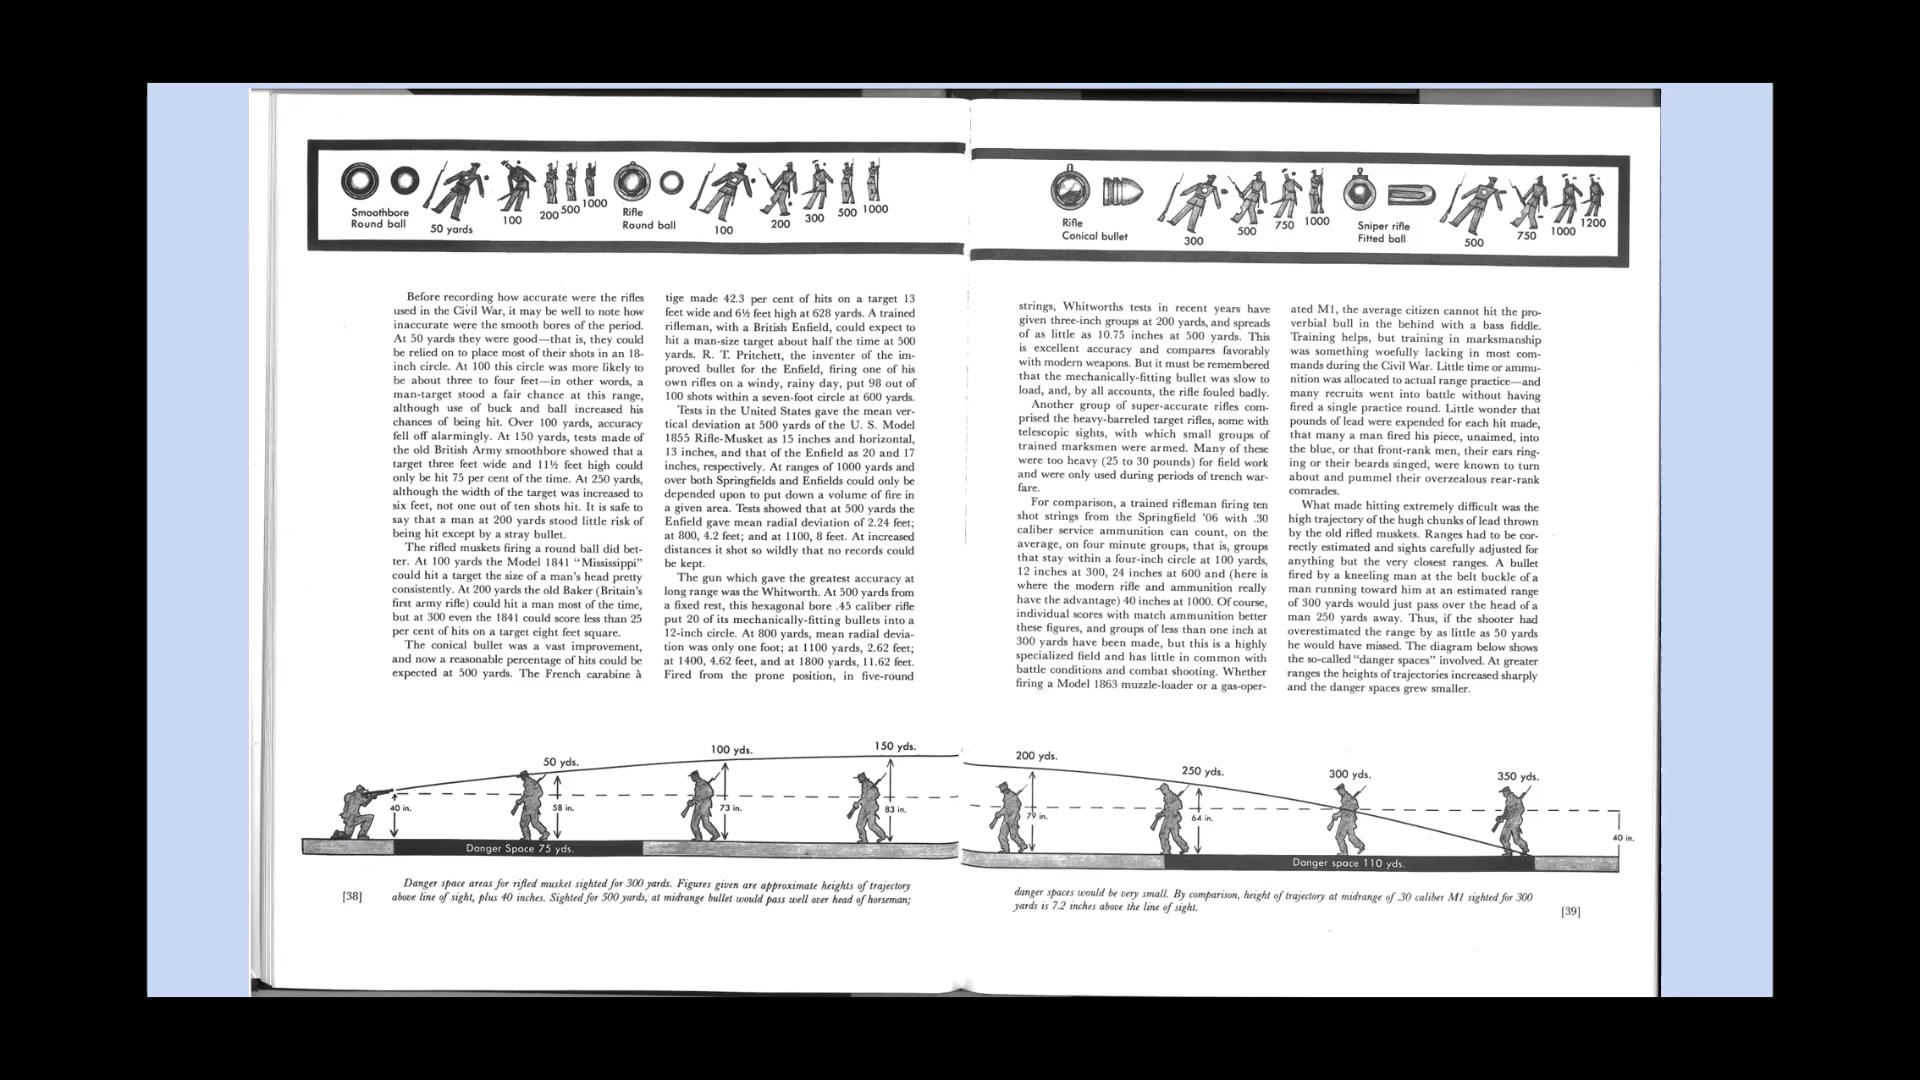 Smoothbore
Round ball
50 yards
100
200
500
1000
Rifle
Round ball
100
200
300
500
1000
Before recording how accurate were the rifles
used in the Civil War, it may be well to note how
inaccurate were the smooth bores of the period.
At 50 yards they were good—that is, they could
be relied on to place most of their shots in an 18-
inch circle. At 100 this circle was more likely to
be about three to four feet—in other words, a
man-target stood a fair chance at this range,
although use of buck and ball increased his
chances of being hit. Over 100 yards, accuracy
fell off alarmingly. At 150 yards, tests made of
the old British Army smoothbore showed that a
target three feet wide and 11½ feet high could
only be hit 75 per cent of the time. At 250 yards,
although the width of the target was increased to
six feet, not one out of ten shots hit. It is safe to
say that a man at 200 yards stood little risk of
being hit except by a stray bullet.
The rifled muskets firing a round ball did bet-
ter. At 100 yards the Model 1841 “Mississippi”
could hit a target the size of a man's head pretty
consistently. At 200 yards the old Baker (Britain's
first army rifle) could hit a man most of the time,
but at 300 even the 1841 could score less than 25
per cent of hits on a target eight feet square.
The conical bullet was a vast improvement,
and now a reasonable percentage of hits could be
expected at 500 yards. The French carabine à
tige made 42.3 per cent of hits on a target 13
feet wide and 6½ feet high at 628 yards. A trained
rifleman, with a British Enfield, could expect to
hit a man-size target about half the time at 500
yards. R. T. Pritchett, the inventer of the im-
proved bullet for the Enfield, firing one of his
own rifles on a windy, rainy day, put 98 out of
100 shots within a seven-foot circle at 600 yards.
Tests in the United States gave the mean ver-
tical deviation at 500 yards of the U. S. Model
1855 Rifle-Musket as 15 inches and horizontal,
13 inches, and that of the Enfield as 20 and 17
inches, respectively. At ranges of 1000 yards and
over both Springfields and Enfields could only be
depended upon to put down a volume of fire in
a given area. Tests showed that at 500 yards the
Enfield gave mean radial deviation of 2.24 feet;
at 800, 4.2 feet; and at 1100, 8 feet. At increased
distances it shot so wildly that no records could
be kept.
The gun which gave the greatest accuracy at
long range was the Whitworth. At 500 yards from
a fixed rest, this hexagonal bore .45 caliber rifle
put 20 of its mechanically-fitting bullets into a
12-inch circle. At 800 yards, mean radial devia-
tion was only one foot; at 1100 yards, 2.62 feet;
at 1400, 4.62 feet, and at 1800 yards, 11.62 feet.
Fired from the prone position, in five-round
50 yds.
100 yds.
150 yds.
40 in.
58 in.
73 in.
83 in.
Danger Space 75 yds.
Danger space areas for rifled musket sighted for 300 yards. Figures given are approximate heights of trajectory
[38]
above line of sight, plus 40 inches. Sighted for 500 yards, at midrange bullet would pass well over head of horseman;
Rifle
Conical bullet
300
500
750
1000
Sniper rifle
Fitted ball
500
750
1000
1200
strings, Whitworths tests in recent years have
given three-inch groups at 200 yards, and spreads
of as little as 10.75 inches at 500 yards. This
is excellent accuracy and compares favorably
with modern weapons. But it must be remembered
that the mechanically-fitting bullet was slow to
load, and, by all accounts, the rifle fouled badly.
Another group of super-accurate rifles com-
prised the heavy-barreled target rifles, some with
telescopic sights, with which small groups of
trained marksmen were armed. Many of these
were too heavy (25 to 30 pounds) for field work
and were only used during periods of trench war-
fare.
For comparison, a trained rifleman firing ten
shot strings from the Springfield '06 with .30
caliber service ammunition can count, on the
average, on four minute groups, that is, groups
that stay within a four-inch circle at 100 yards,
12 inches at 300, 24 inches at 600 and (here is
where the modern rifle and ammunition really
have the advantage) 40 inches at 1000. Of course,
individual scores with match ammunition better
these figures, and groups of less than one inch at
300 yards have been made, but this is a highly
specialized field and has little in common with
battle conditions and combat shooting. Whether
firing a Model 1863 muzzle-loader or a gas-oper-
ated M1, the average citizen cannot hit the pro-
verbial bull in the behind with a bass fiddle.
Training helps, but training in marksmanship
was something woefully lacking in most com-
mands during the Civil War. Little time or ammu-
nition was allocated to actual range practice—and
many recruits went into battle without having
fired a single practice round. Little wonder that
pounds of lead were expended for each hit made,
that many a man fired his piece, unaimed, into
the blue, or that front-rank men, their ears ring-
ing or their beards singed, were known to turn
about and pummel their overzealous rear-rank
comrades.
What made hitting extremely difficult was the
high trajectory of the hugh chunks of lead thrown
by the old rifled muskets. Ranges had to be cor-
rectly estimated and sights carefully adjusted for
anything but the very closest ranges. A bullet
fired by a kneeling man at the belt buckle of a
man running toward him at an estimated range
of 300 yards would just pass over the head of a
man 250 yards away. Thus, if the shooter had
overestimated the range by as little as 50 yards
he would have missed. The diagram below shows
the so-called “danger spaces” involved. At greater
ranges the heights of trajectories increased sharply
and the danger spaces grew smaller.
200 yds.
250 yds.
300 yds.
350 yds.
79 in.
64 in.
40 in.
Danger space 110 yds.
danger spaces would be very small. By comparison, height of trajectory at midrange of .30 caliber M1 sighted for 300
yards is 7.2 inches above the line of sight.
[39]